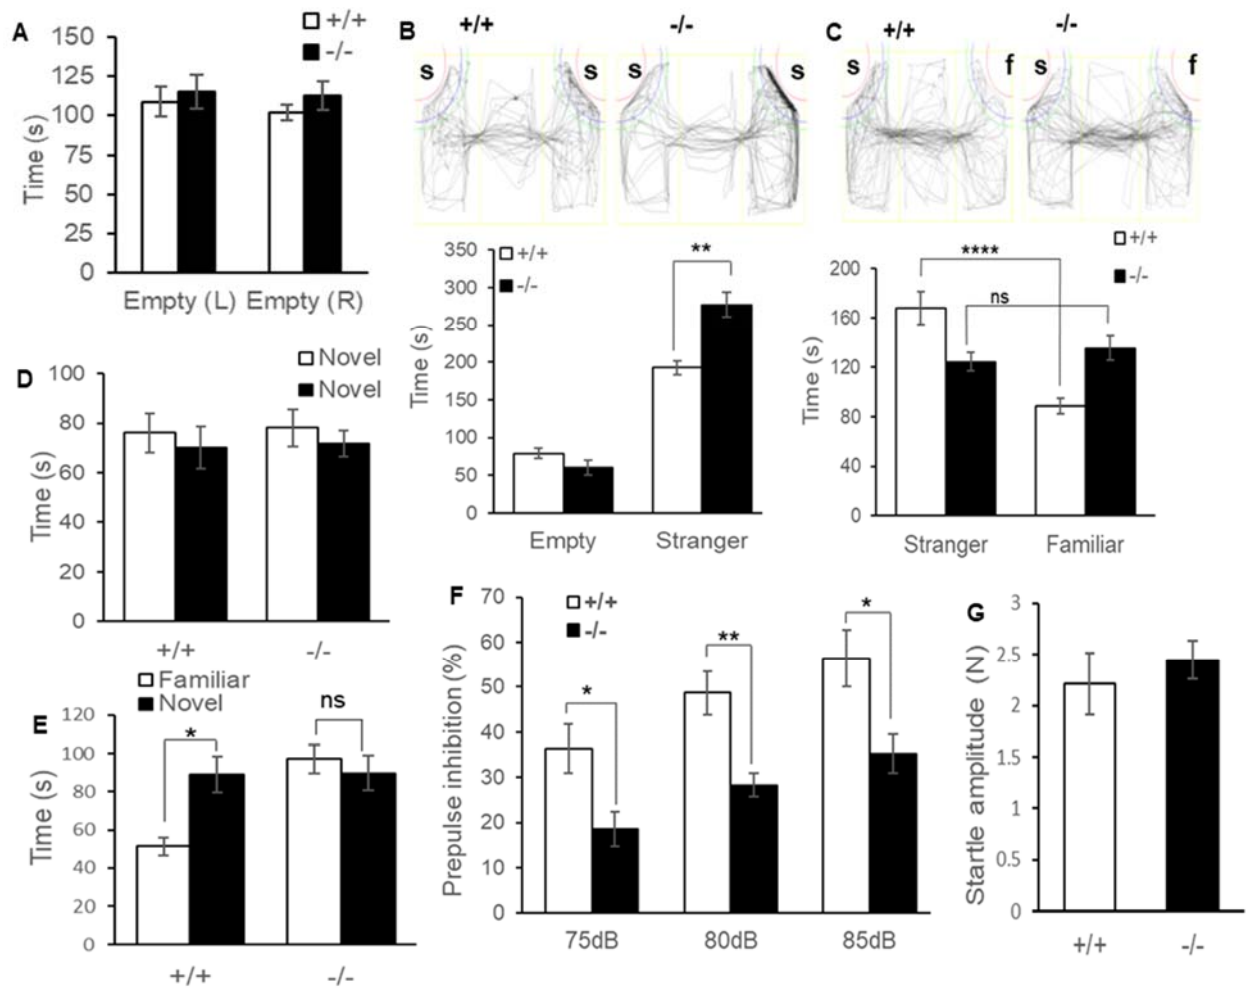 A
+/+
-/-
150
125
100
75
50
25
0
Time (s)
Empty (L) Empty (R)
B
+/+ -/-
s s s s
350
300
250
200
150
100
50
0
Time (s)
+/+
-/-
**
Empty Stranger
C
+/+ -/-
s f s f
+/+
-/-
200
160
120
80
40
0
Time (s)
****
ns
Stranger Familiar
D
Novel
Novel
100
80
60
40
20
0
Time (s)
+/+ -/-
E
Familiar
Novel
120
100
80
60
40
20
0
Time (s)
*
ns
+/+ -/-
F
+/+
-/-
70
60
50
40
30
20
10
0
Prepulse inhibition (%)
*
**
*
75dB 80dB 85dB
G
3
2.5
2
1.5
1
0.5
0
Startle amplitude (N)
+/+ -/-